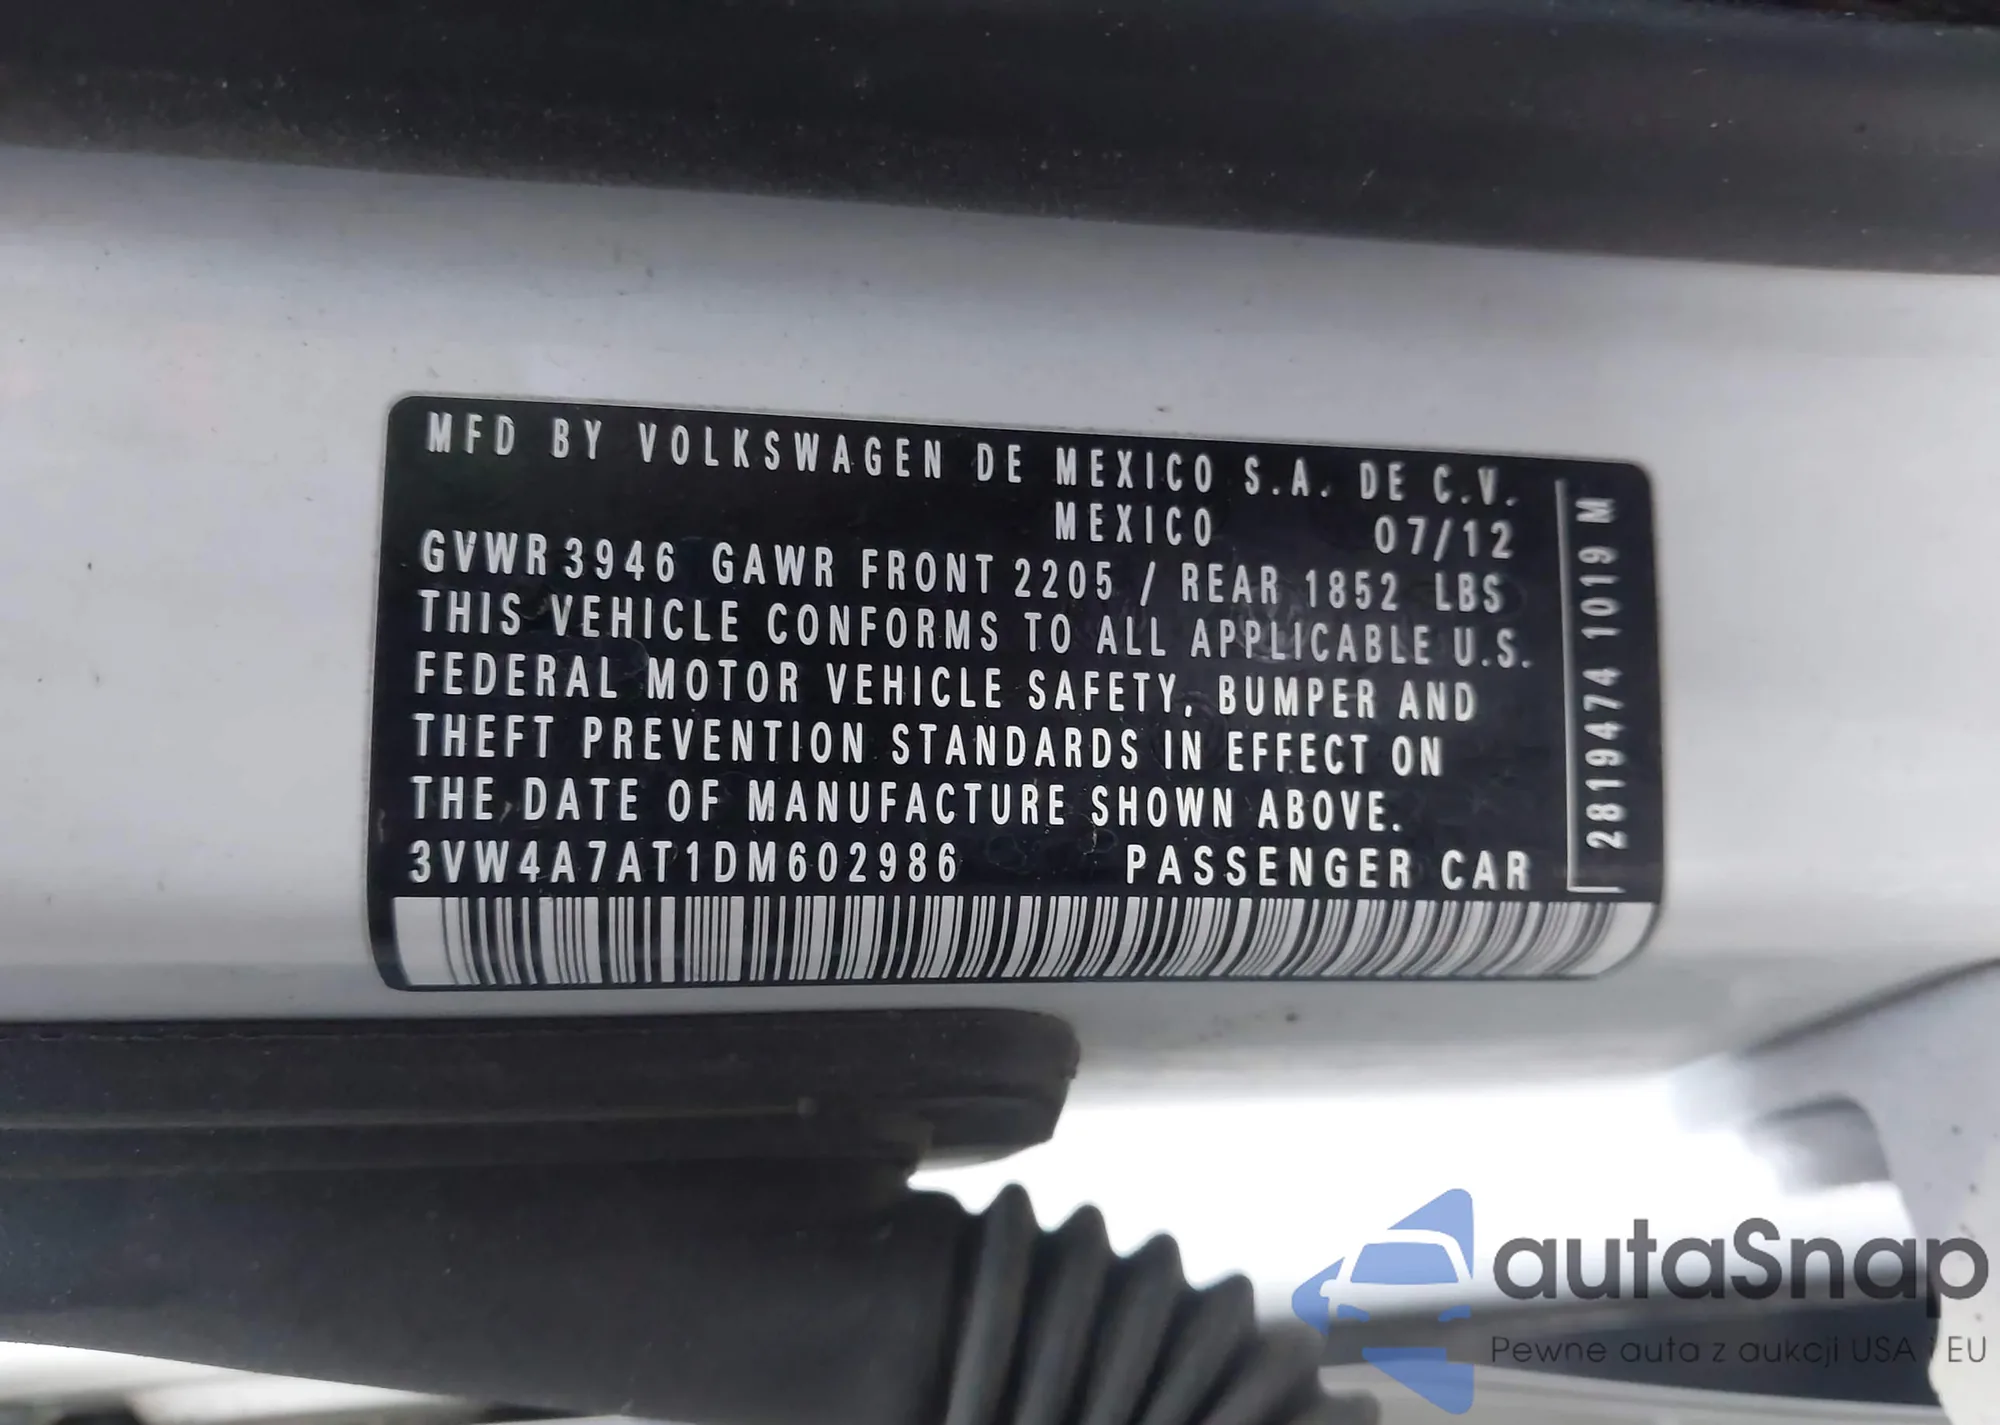 MFD BY VOLKSWAGEN DE MEXICO S.A. DE C.V.
MEXICO 07/12
GVWR 3946 GAWR FRONT 2205 / REAR 1852 LBS
THIS VEHICLE CONFORMS TO ALL APPLICABLE U.S.
FEDERAL MOTOR VEHICLE SAFETY, BUMPER AND
THEFT PREVENTION STANDARDS IN EFFECT ON
THE DATE OF MANUFACTURE SHOWN ABOVE.
3VW4A7AT1DM602986 PASSENGER CAR
2819474 1019 M
autaSnap
Pewne auta z aukcji USA i EU